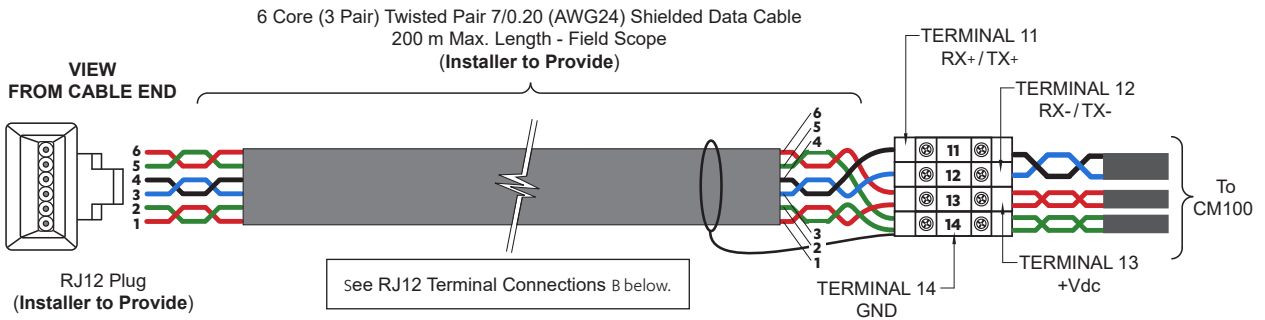 6 Core (3 Pair) Twisted Pair 7/0.20 (AWG24) Shielded Data Cable
200 m Max. Length - Field Scope
(Installer to Provide)
VIEW
FROM CABLE END
TERMINAL 11
RX+/TX+
TERMINAL 12
RX-/TX-
6
5
4
3
2
1
6
5
4
3
2
1
11
12
13
14
To
CM100
RJ12 Plug
(Installer to Provide)
See RJ12 Terminal Connections B below.
TERMINAL 14
GND
TERMINAL 13
+Vdc